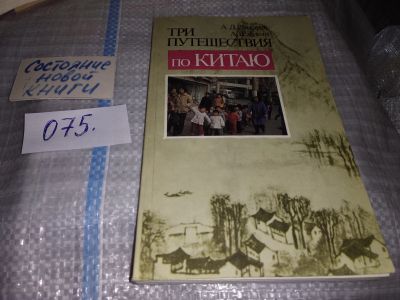 Состояние
новой
книги
075.
ТРИ
ПУТЕШЕСТВИЯ
ПО КИТАЮ